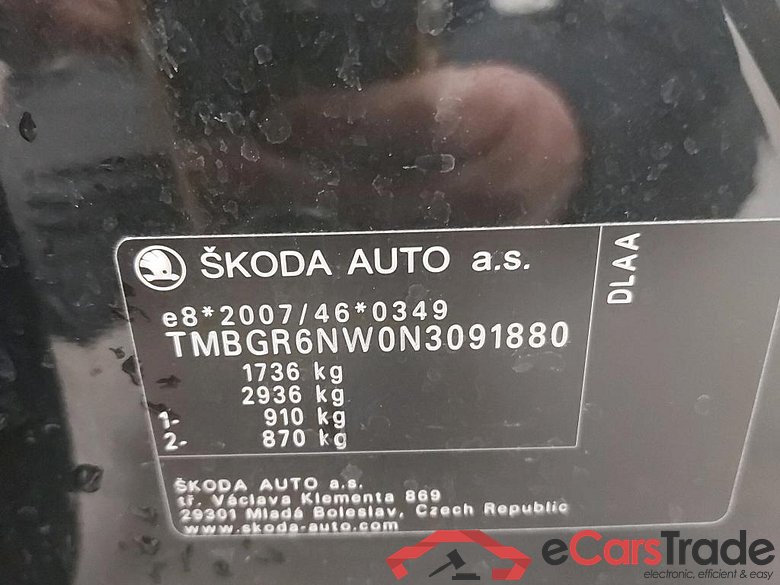 ŠKODA AUTO a.s.
DLAA
e8*2007/46*0349
TMBGR6NW0N3091880
1736 kg
2936 kg
1- 910 kg
2- 870 kg
ŠKODA AUTO a.s.
tř. Václava Klementa 869
29301 Mladá Boleslav, Czech Republic
www.skoda-auto.com
eCarsTrade
electronic, efficient & easy